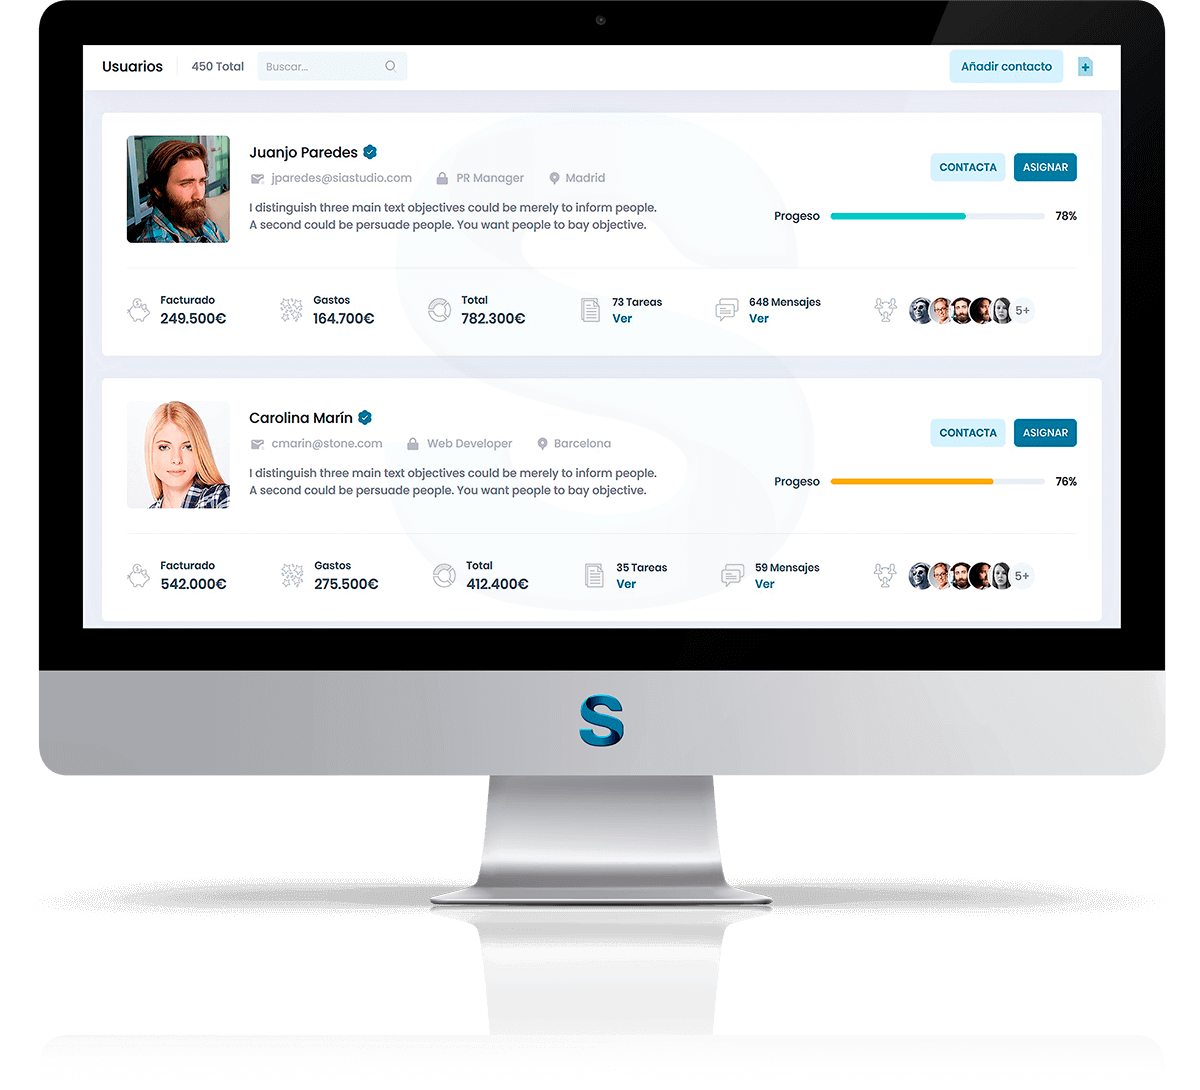 Usuarios 450 Total Buscar... Añadir contacto
Juanjo Paredes
CONTACTA ASIGNAR
jparedes@siastudio.com PR Manager Madrid
I distinguish three main text objectives could be merely to inform people.
Progeso 78%
A second could be persuade people. You want people to bay objective.
Facturado Gastos Total 73 Tareas 648 Mensajes
249.500€ 164.700€ 782.300€ Ver Ver
5+
Carolina Marín
CONTACTA ASIGNAR
cmarin@stone.com Web Developer Barcelona
I distinguish three main text objectives could be merely to inform people.
Progeso 76%
A second could be persuade people. You want people to bay objective.
Facturado Gastos Total 35 Tareas 59 Mensajes
542.000€ 275.500€ 412.400€ Ver Ver
5+
S